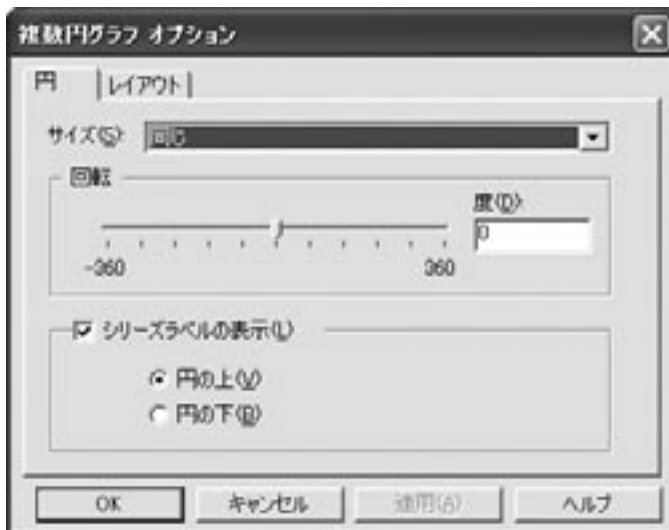 複数円グラフ オプション
円
レイアウト
サイズ(S):
同じ
回転
度(D):
0
-360
360
シリーズラベルの表示(L)
円の上(V)
円の下(B)
OK
キャンセル
適用(A)
ヘルプ